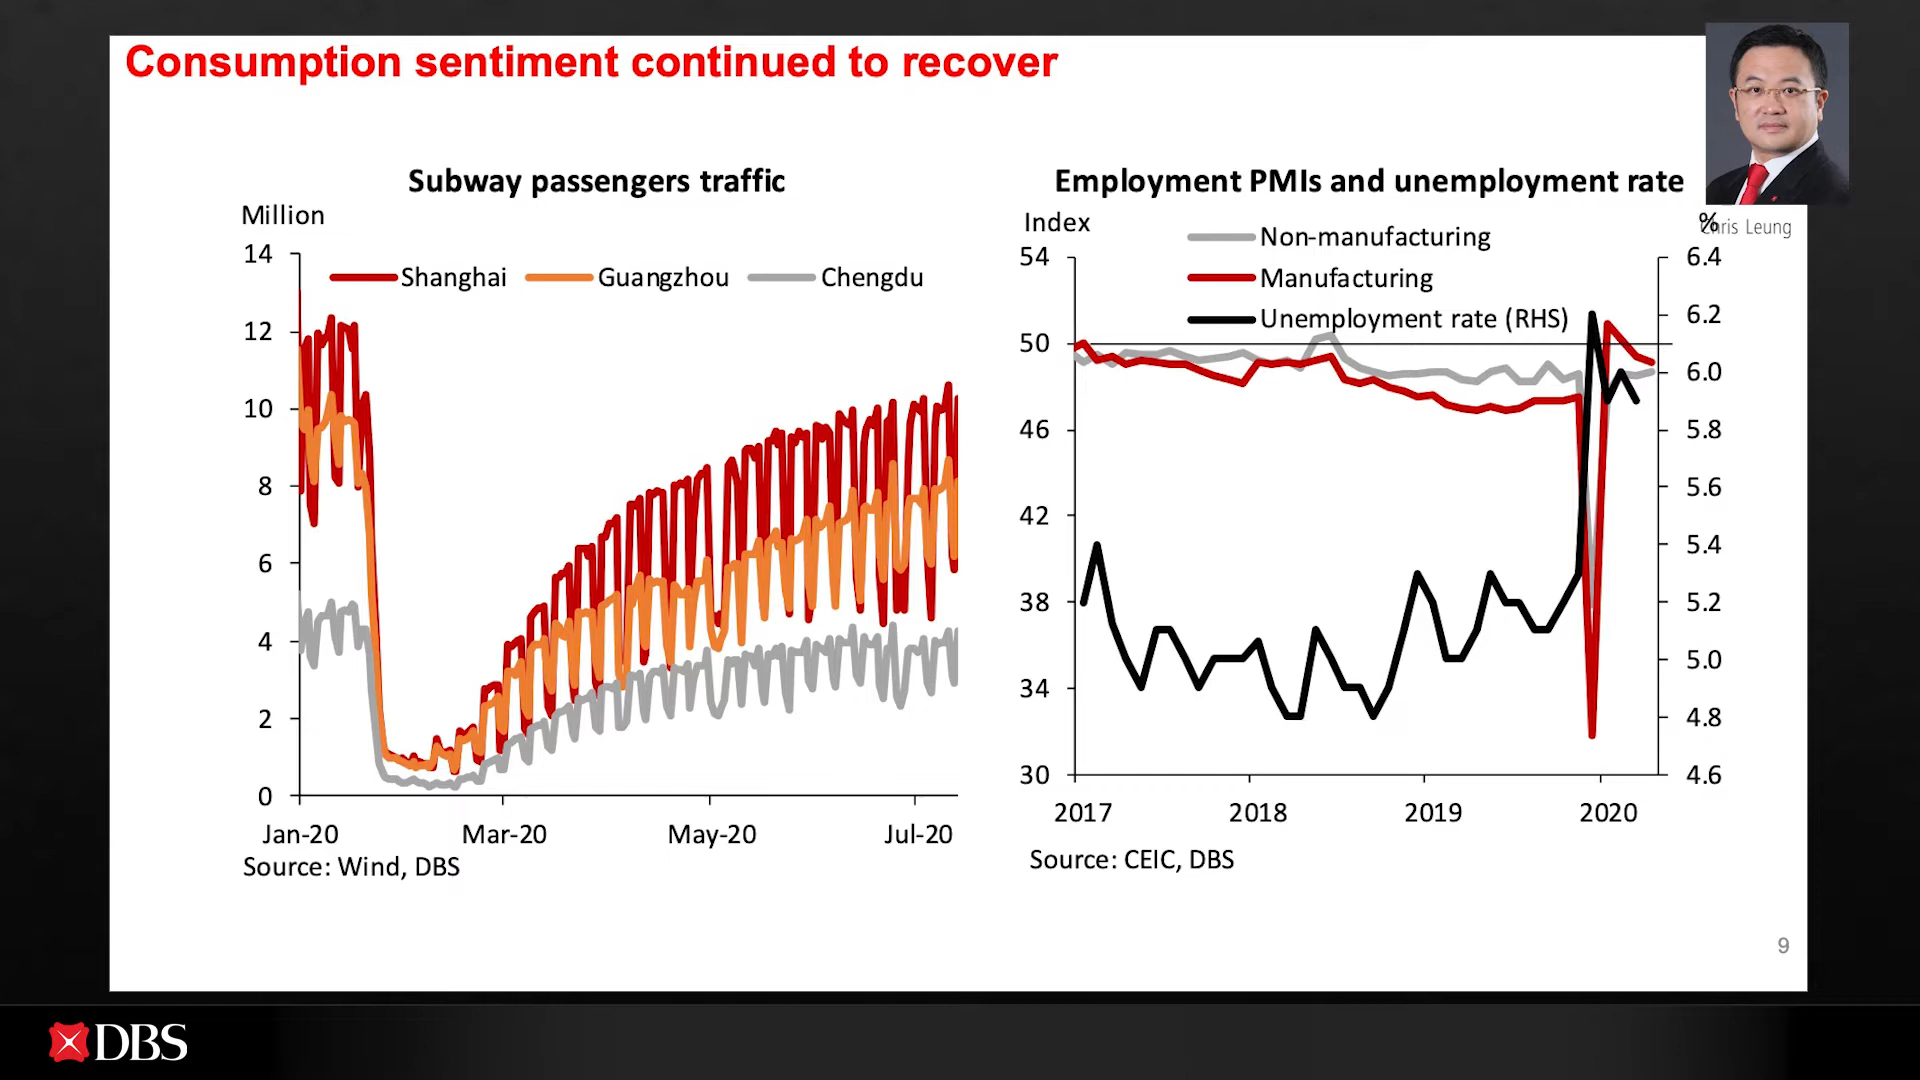 Consumption sentiment continued to recover
Subway passengers traffic
Million
14
12
10
8
6
4
2
0
Shanghai
Guangzhou
Chengdu
Jan-20
Mar-20
May-20
Jul-20
Source: Wind, DBS
Employment PMIs and unemployment rate
Index
%
Chris Leung
54
50
46
42
38
34
30
Non-manufacturing
Manufacturing
Unemployment rate (RHS)
6.4
6.2
6.0
5.8
5.6
5.4
5.2
5.0
4.8
4.6
2017
2018
2019
2020
Source: CEIC, DBS
9
DBS